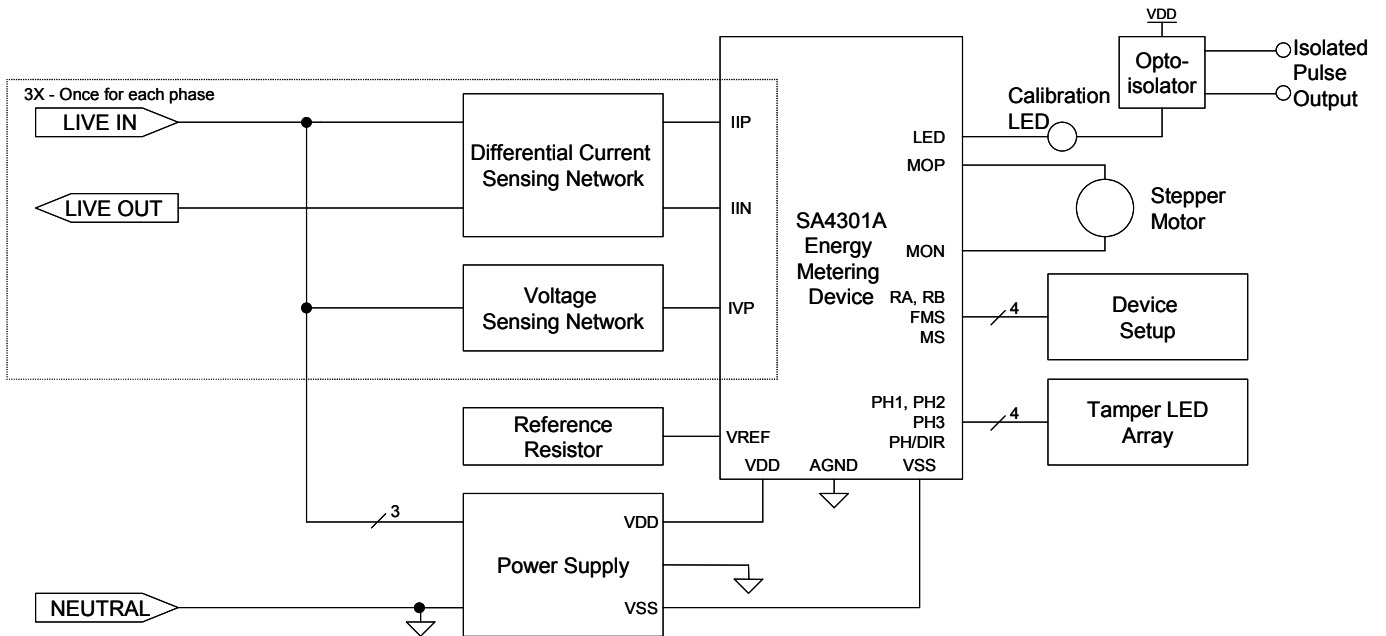 3X - Once for each phase
LIVE IN
LIVE OUT
Differential Current
Sensing Network
Voltage
Sensing Network
Reference
Resistor
3
Power Supply
VDD
VSS
NEUTRAL
IIP
IIN
IVP
VREF
VDD
AGND
VSS
SA4301A
Energy
Metering
Device
LED
MOP
MON
RA, RB
FMS
MS
PH1, PH2
PH3
PH/DIR
Calibration
LED
VDD
Opto-
isolator
Isolated
Pulse
Output
Stepper
Motor
4
Device
Setup
4
Tamper LED
Array